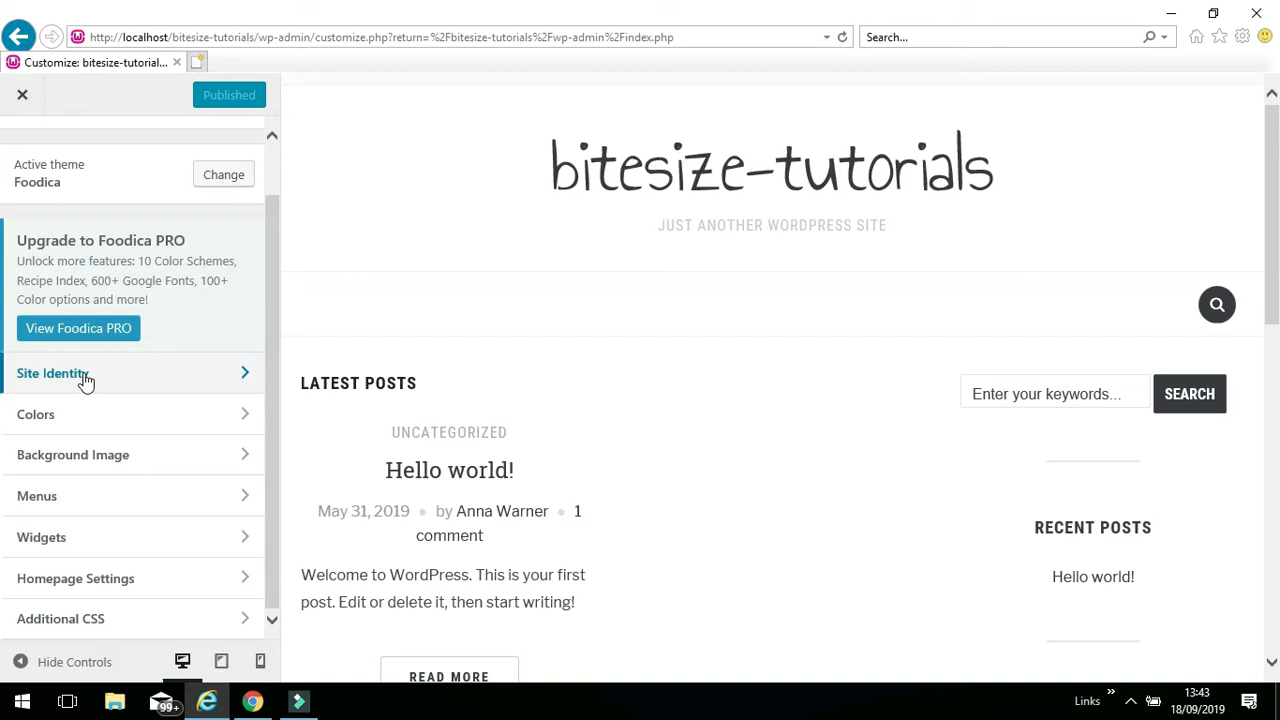 http://localhost/bitesize-tutorials/wp-admin/customize.php?return=%2Fbitesize-tutorials%2Fwp-admin%2Findex.php
Search...
Customize: bitesize-tutorial...
Published
Active theme
Foodica
Change
Upgrade to Foodica PRO
Unlock more features: 10 Color Schemes,
Recipe Index, 600+ Google Fonts, 100+
Color options and more!
View Foodica PRO
Site Identity
Colors
Background Image
Menus
Widgets
Homepage Settings
Additional CSS
Hide Controls
bitesize-tutorials
JUST ANOTHER WORDPRESS SITE
LATEST POSTS
UNCATEGORIZED
Hello world!
May 31, 2019 by Anna Warner 1
comment
Welcome to WordPress. This is your first
post. Edit or delete it, then start writing!
READ MORE
Enter your keywords...
SEARCH
RECENT POSTS
Hello world!
99+
Links
13:43
18/09/2019